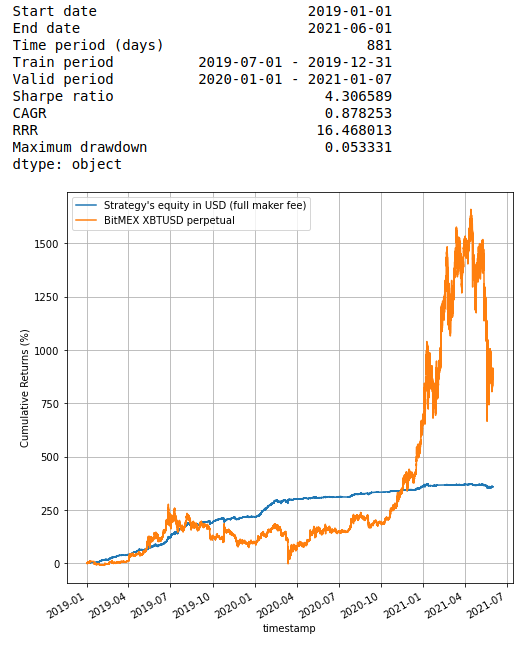 Start date 2019-01-01
End date 2021-06-01
Time period (days) 881
Train period 2019-07-01 - 2019-12-31
Valid period 2020-01-01 - 2021-01-07
Sharpe ratio 4.306589
CAGR 0.878253
RRR 16.468013
Maximum drawdown 0.053331
dtype: object
Strategy's equity in USD (full maker fee)
BitMEX XBTUSD perpetual
Cumulative Returns (%)
1500
1250
1000
750
500
250
0
2019-01
2019-04
2019-07
2019-10
2020-01
2020-04
2020-07
2020-10
2021-01
2021-04
2021-07
timestamp